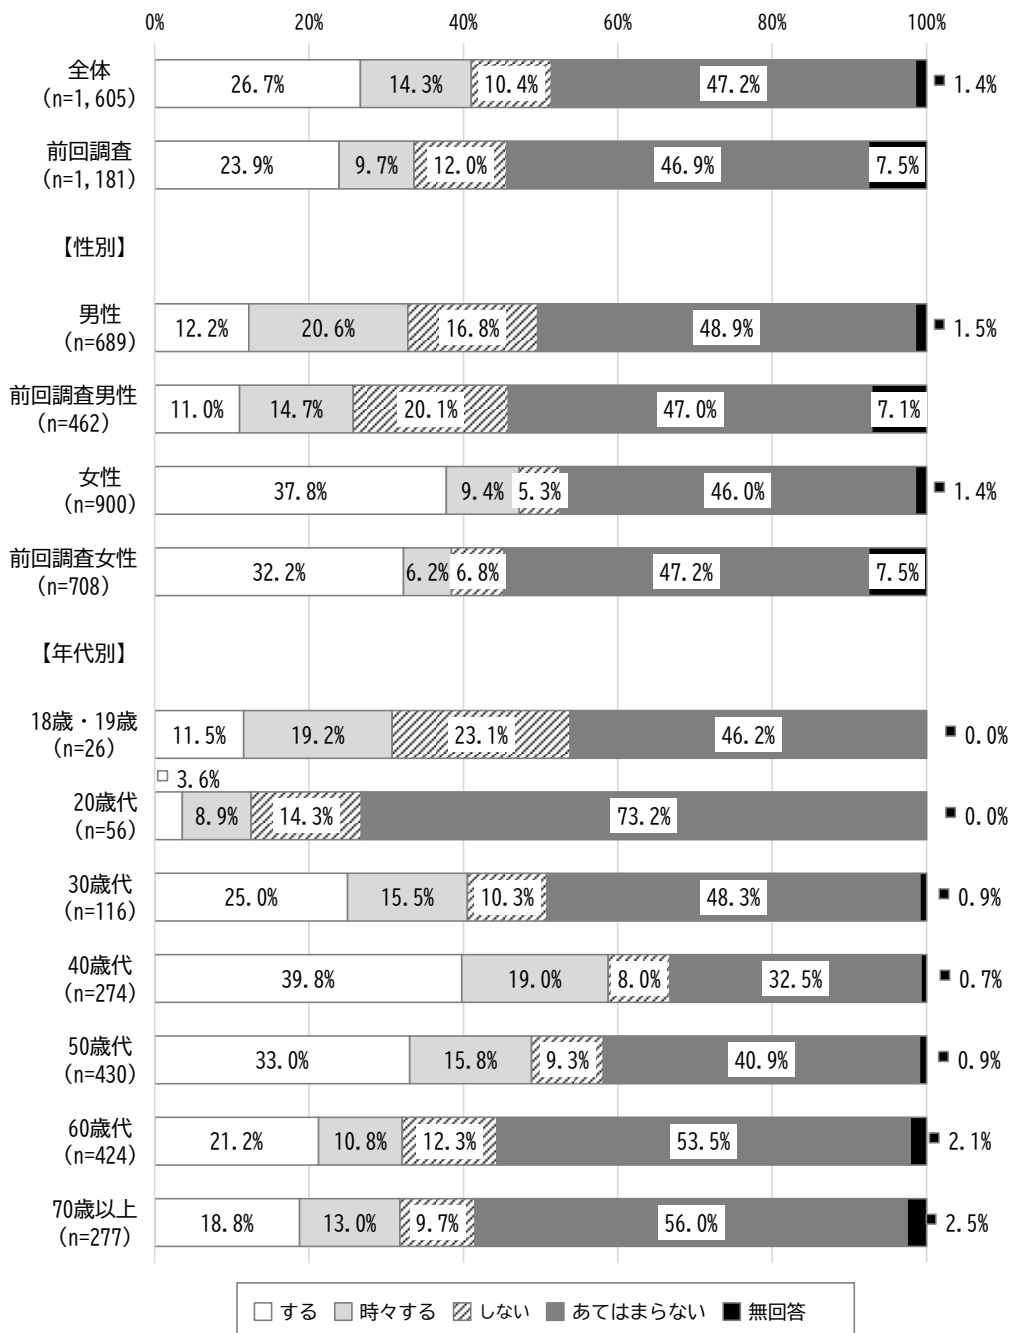 0% 20% 40% 60% 80% 100%
全体
(n=1,605)
26.7% 14.3% 10.4% 47.2% 1.4%
前回調査
(n=1,181)
23.9% 9.7% 12.0% 46.9% 7.5%
【性別】
男性
(n=689)
12.2% 20.6% 16.8% 48.9% 1.5%
前回調査男性
(n=462)
11.0% 14.7% 20.1% 47.0% 7.1%
女性
(n=900)
37.8% 9.4% 5.3% 46.0% 1.4%
前回調査女性
(n=708)
32.2% 6.2% 6.8% 47.2% 7.5%
【年代別】
18歳・19歳
(n=26)
11.5% 19.2% 23.1% 46.2% 0.0%
3.6%
20歳代
(n=56)
8.9% 14.3% 73.2% 0.0%
30歳代
(n=116)
25.0% 15.5% 10.3% 48.3% 0.9%
40歳代
(n=274)
39.8% 19.0% 8.0% 32.5% 0.7%
50歳代
(n=430)
33.0% 15.8% 9.3% 40.9% 0.9%
60歳代
(n=424)
21.2% 10.8% 12.3% 53.5% 2.1%
70歳以上
(n=277)
18.8% 13.0% 9.7% 56.0% 2.5%
する 時々する しない あてはまらない 無回答